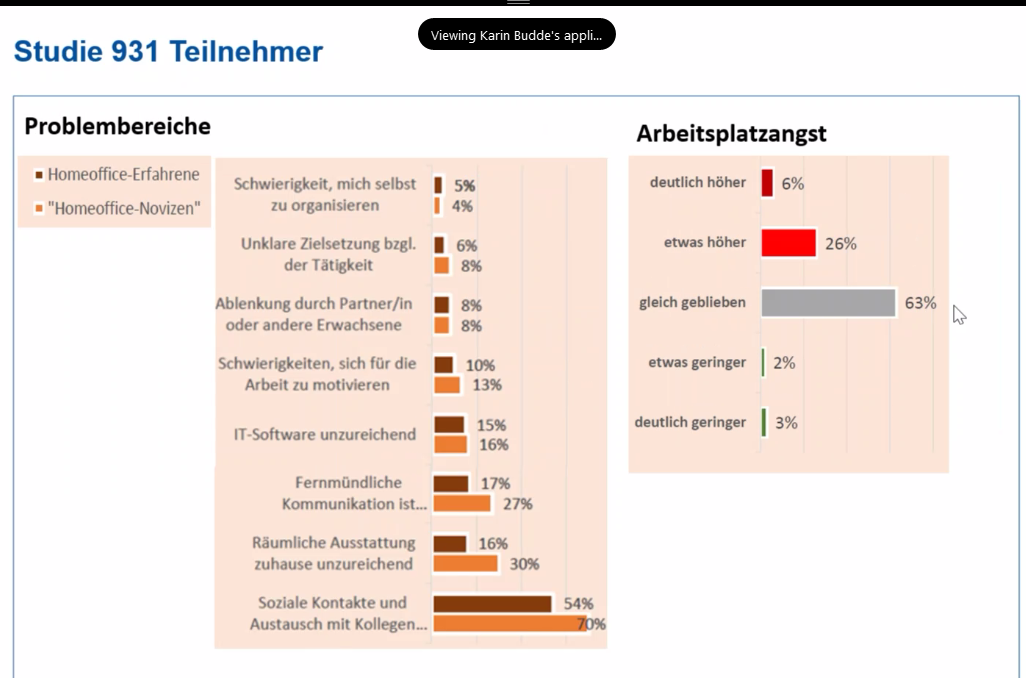 Viewing Karin Budde's appli...
Studie 931 Teilnehmer
Problembereiche
Homeoffice-Erfahrene
"Homeoffice-Novizen"
Schwierigkeit, mich selbst
zu organisieren
5%
4%
Unklare Zielsetzung bzgl.
der Tätigkeit
6%
8%
Ablenkung durch Partner/in
oder andere Erwachsene
8%
8%
Schwierigkeiten, sich für die
Arbeit zu motivieren
10%
13%
IT-Software unzureichend
15%
16%
Fernmündliche
Kommunikation ist...
17%
27%
Räumliche Ausstattung
zuhause unzureichend
16%
30%
Soziale Kontakte und
Austausch mit Kollegen...
54%
70%
Arbeitsplatzangst
deutlich höher 6%
etwas höher 26%
gleich geblieben 63%
etwas geringer 2%
deutlich geringer 3%